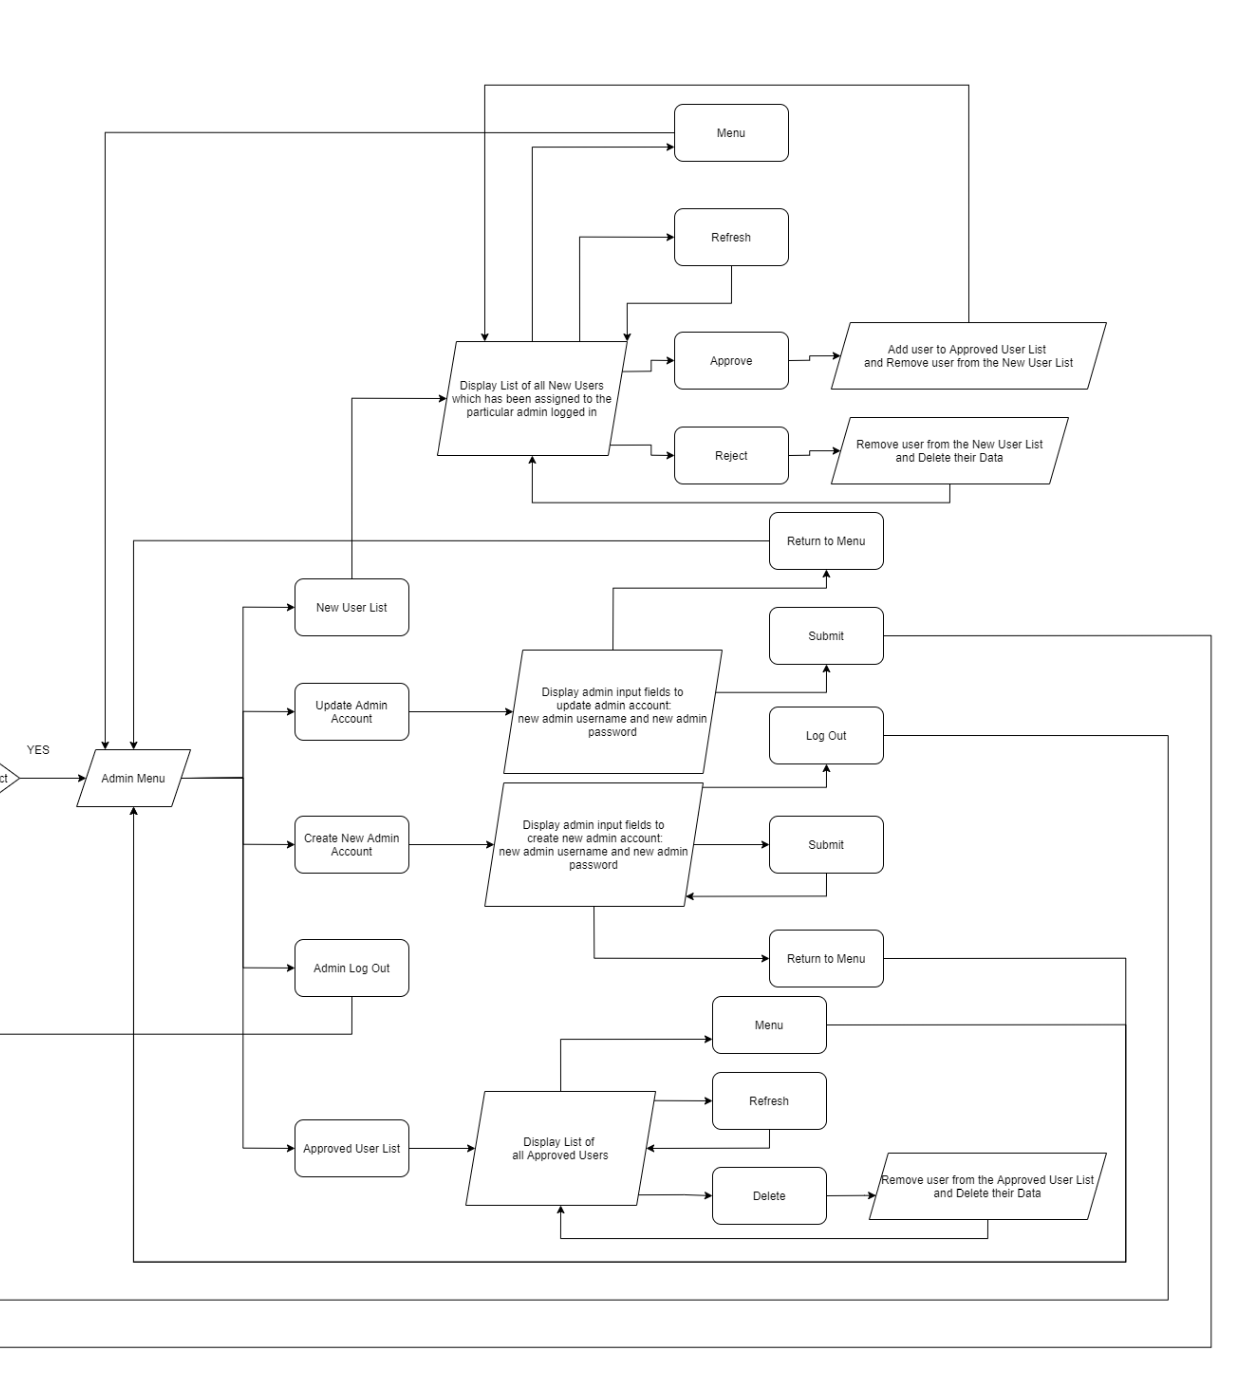 Menu
Refresh
Approve
Add user to Approved User List
and Remove user from the New User List
Display List of all New Users
which has been assigned to the
particular admin logged in
Reject
Remove user from the New User List
and Delete their Data
Return to Menu
New User List
Submit
Update Admin
Account
Display admin input fields to
update admin account:
new admin username and new admin
password
Log Out
YES
ct
Admin Menu
Create New Admin
Account
Display admin input fields to
create new admin account:
new admin username and new admin
password
Submit
Admin Log Out
Return to Menu
Menu
Refresh
Approved User List
Display List of
all Approved Users
Delete
Remove user from the Approved User List
and Delete their Data